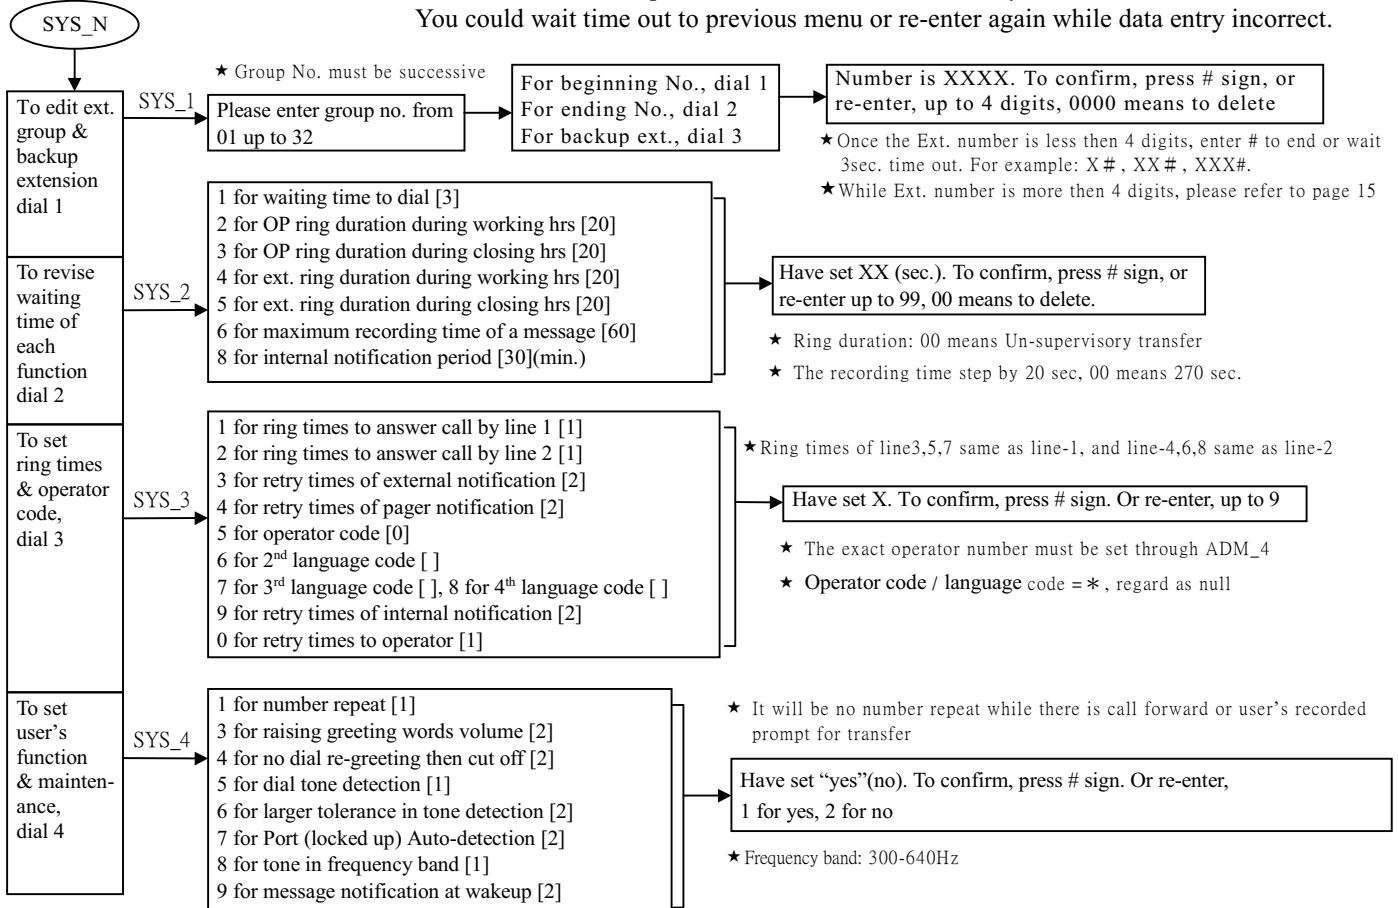 You could wait time out to previous menu or re-enter again while data entry incorrect.
SYS_N
To edit ext.
group &
backup
extension
dial 1
SYS_1
★ Group No. must be successive
Please enter group no. from
01 up to 32
For beginning No., dial 1
For ending No., dial 2
For backup ext., dial 3
Number is XXXX. To confirm, press # sign, or
re-enter, up to 4 digits, 0000 means to delete
★Once the Ext. number is less then 4 digits, enter # to end or wait
3sec. time out. For example: X#, XX#, XXX#.
★While Ext. number is more then 4 digits, please refer to page 15
To revise
waiting
time of
each
function
dial 2
SYS_2
1 for waiting time to dial [3]
2 for OP ring duration during working hrs [20]
3 for OP ring duration during closing hrs [20]
4 for ext. ring duration during working hrs [20]
5 for ext. ring duration during closing hrs [20]
6 for maximum recording time of a message [60]
8 for internal notification period [30](min.)
Have set XX (sec.). To confirm, press # sign, or
re-enter up to 99, 00 means to delete.
★ Ring duration: 00 means Un-supervisory transfer
★ The recording time step by 20 sec, 00 means 270 sec.
To set
ring times
& operator
code,
dial 3
SYS_3
1 for ring times to answer call by line 1 [1]
2 for ring times to answer call by line 2 [1]
3 for retry times of external notification [2]
4 for retry times of pager notification [2]
5 for operator code [0]
6 for 2nd language code [ ]
7 for 3rd language code [ ], 8 for 4th language code [ ]
9 for retry times of internal notification [2]
0 for retry times to operator [1]
★Ring times of line3,5,7 same as line-1, and line-4,6,8 same as line-2
Have set X. To confirm, press # sign. Or re-enter, up to 9
★ The exact operator number must be set through ADM_4
★ Operator code / language code =*, regard as null
To set
user's
function
& mainten-
ance,
dial 4
SYS_4
1 for number repeat [1]
3 for raising greeting words volume [2]
4 for no dial re-greeting then cut off [2]
5 for dial tone detection [1]
6 for larger tolerance in tone detection [2]
7 for Port (locked up) Auto-detection [2]
8 for tone in frequency band [1]
9 for message notification at wakeup [2]
★ It will be no number repeat while there is call forward or user's recorded
prompt for transfer
Have set “yes”(no). To confirm, press # sign. Or re-enter,
1 for yes, 2 for no
★Frequency band: 300-640Hz